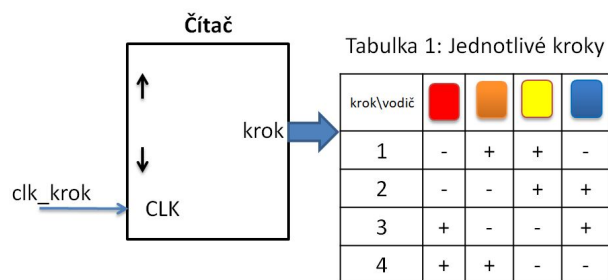 Čítač
krok
clk_krok
CLK
Tabulka 1: Jednotlivé kroky
krok\vodič
1 - + + -
2 - - + +
3 + - - +
4 + + - -